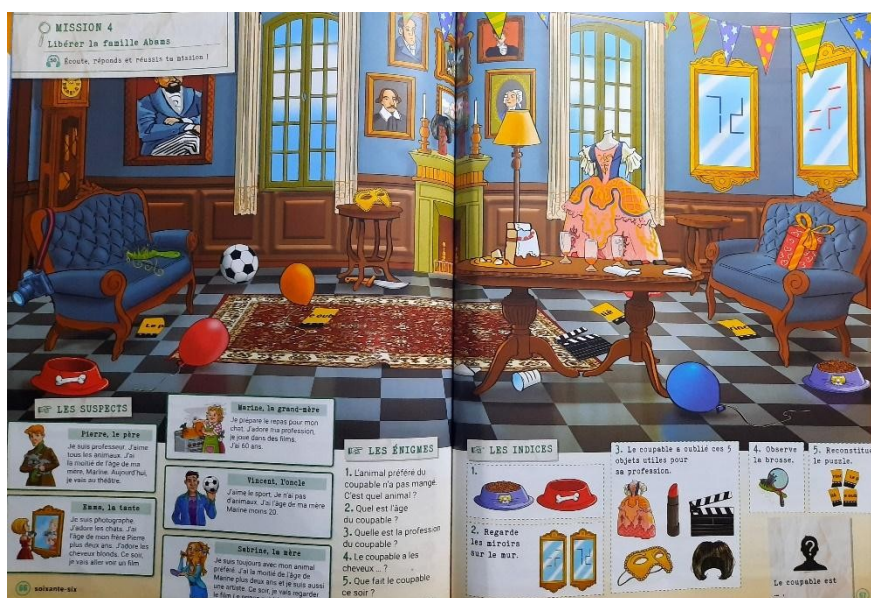 MISSION 4
Libérer la famille Abams
Écoute, réponds et réussis ta mission !
LES SUSPECTS
Pierre, le père
Je suis professeur. J'aime
tous les animaux. J'ai
la moitié de l'âge de ma
mère, Marine. Aujourd'hui,
je vais au théâtre.
Emma, la tante
Je suis photographe.
J'adore les chats. J'ai
l'âge de mon frère Pierre
plus deux ans. J'adore les
cheveux blonds. Ce soir,
je vais aller voir un film
Marine, la grand-mère
Je prépare le repas pour mon
chat. J'adore ma profession,
je joue dans des films.
J'ai 60 ans.
Vincent, l'oncle
J'aime le sport. Je n'ai pas
d'animaux. J'ai l'âge de ma mère
Marine moins 20.
Sabrine, la mère
Je suis toujours avec mon animal
préféré. J'ai la moitié de l'âge de
Marine plus deux ans et je suis aussi
une artiste. Ce soir, je vais regarder
LES ÉNIGMES
1. L'animal préféré du
coupable n'a pas mangé.
C'est quel animal ?
2. Quel est l'âge
du coupable ?
3. Quelle est la profession
du coupable ?
4. Le coupable a les
cheveux ... ?
5. Que fait le coupable
ce soir ?
LES INDICES
1.
2. Regarde
les miroirs
sur le mur.
3. Le coupable a oublié ces 5
objets utiles pour
sa profession.
4. Observe
la brosse.
5. Reconstitue
le puzzle.
Le coupable est
66 soixante-six